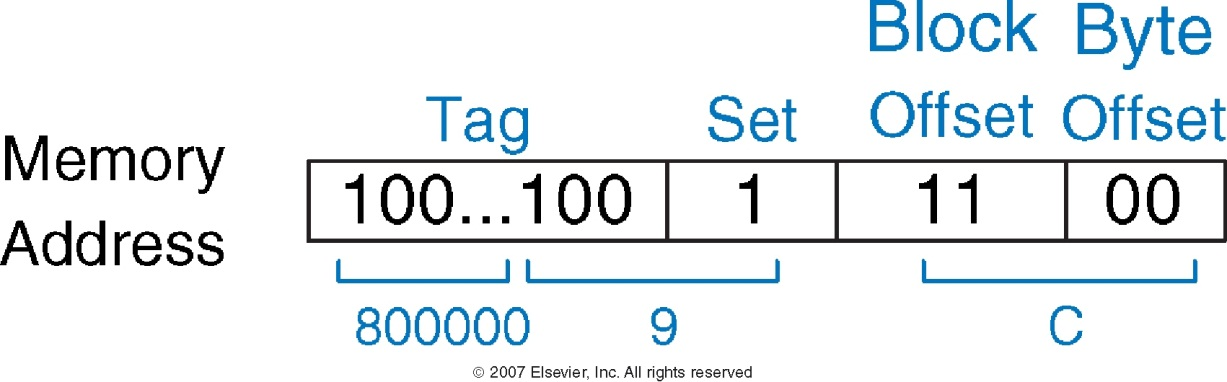 Block Byte
Tag Set Offset Offset
Memory Address
100...100 1 11 00
800000 9 C
© 2007 Elsevier, Inc. All rights reserved